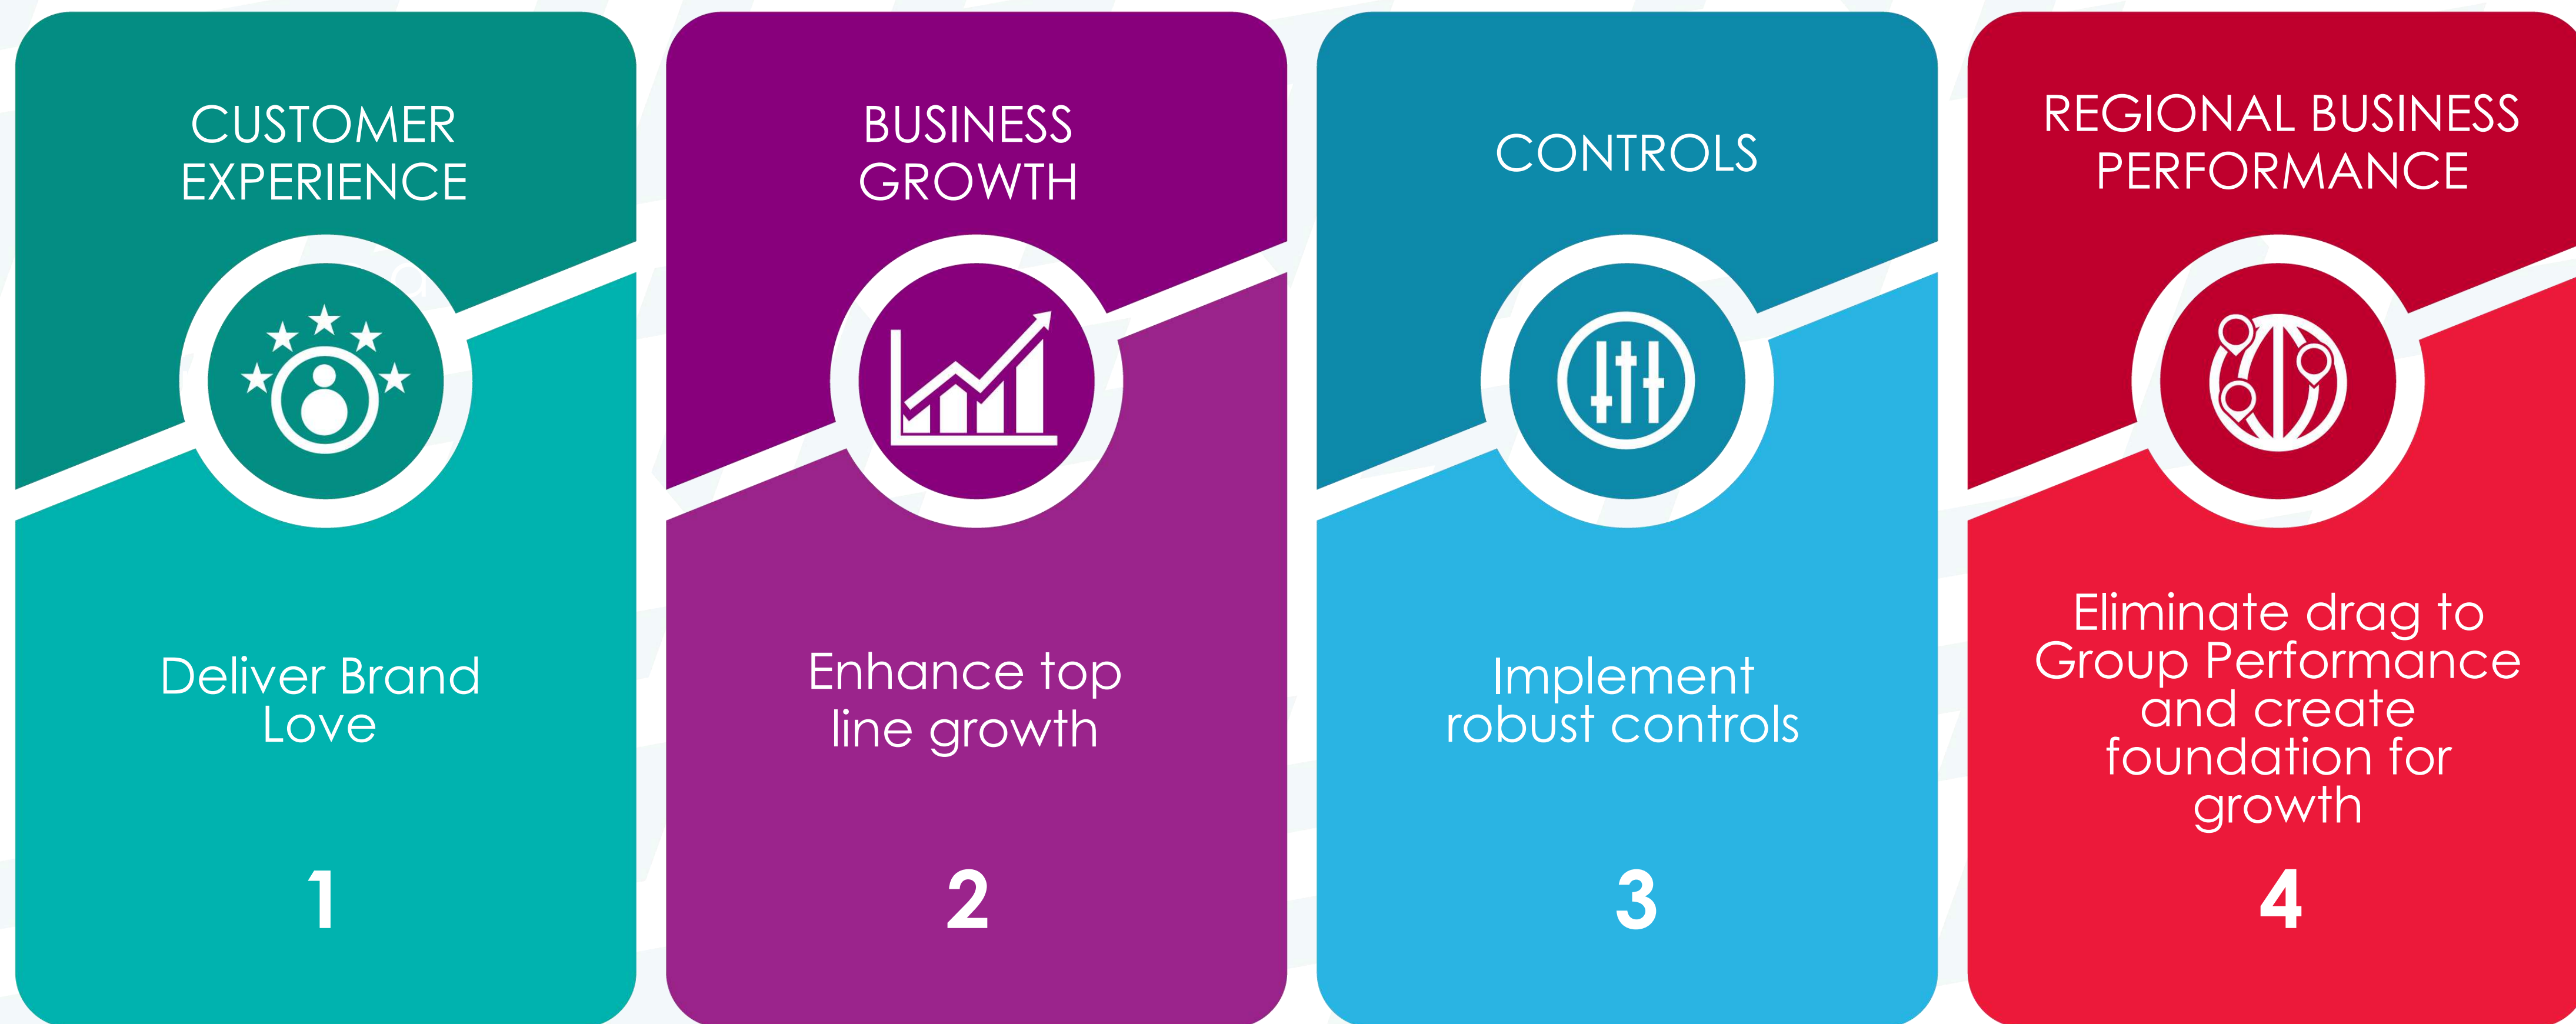 CUSTOMER
EXPERIENCE
Deliver Brand
Love
1
BUSINESS
GROWTH
Enhance top
line growth
2
CONTROLS
Implement
robust controls
3
REGIONAL BUSINESS
PERFORMANCE
Eliminate drag to
Group Performance
and create
foundation for
growth
4